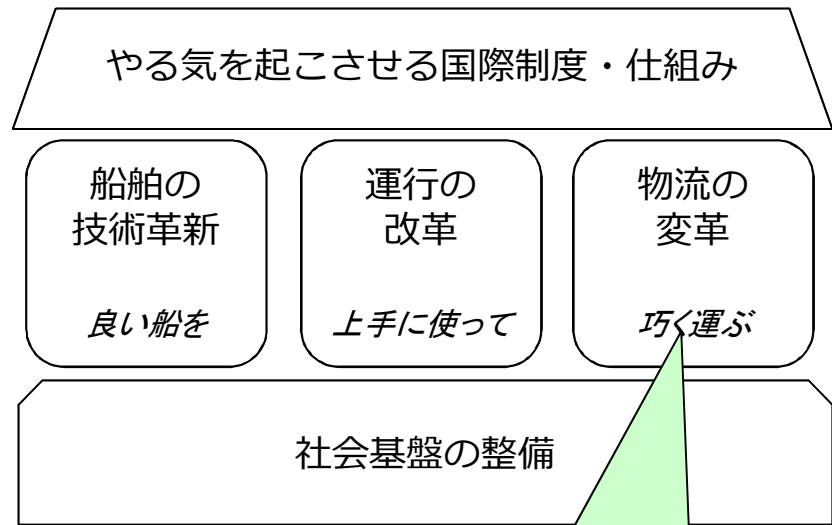 やる気を起こさせる国際制度・仕組み
船舶の
技術革新
良い船を
運行の
改革
上手に使って
物流の
変革
巧く運ぶ
社会基盤の整備